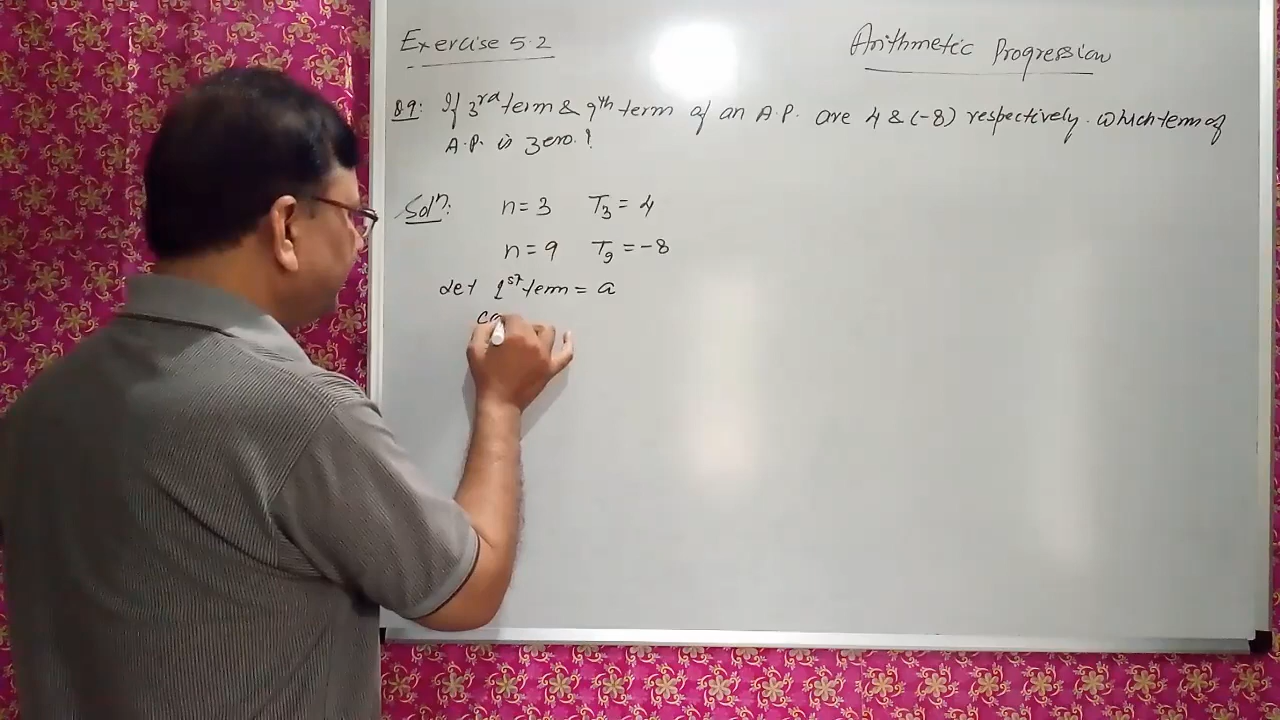 Exercise 5.2
Arithmetic Progression
Q9: If 3rd term & 9th term of an A.P. are 4 & (-8) respectively. which term of
A.P. is zero.?
Soln: n = 3 T3 = 4
n = 9 T9 = -8
Let 1st term = a
co